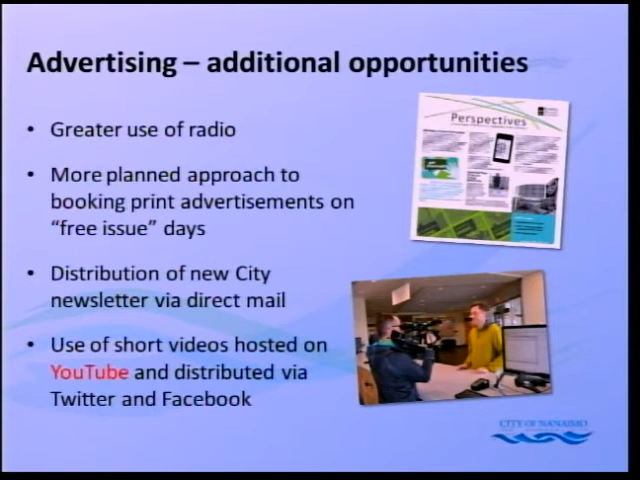 Advertising – additional opportunities
• Greater use of radio
• More planned approach to
booking print advertisements on
“free issue” days
• Distribution of new City
newsletter via direct mail
• Use of short videos hosted on
YouTube and distributed via
Twitter and Facebook
Perspectives
CITY OF NANAIMO